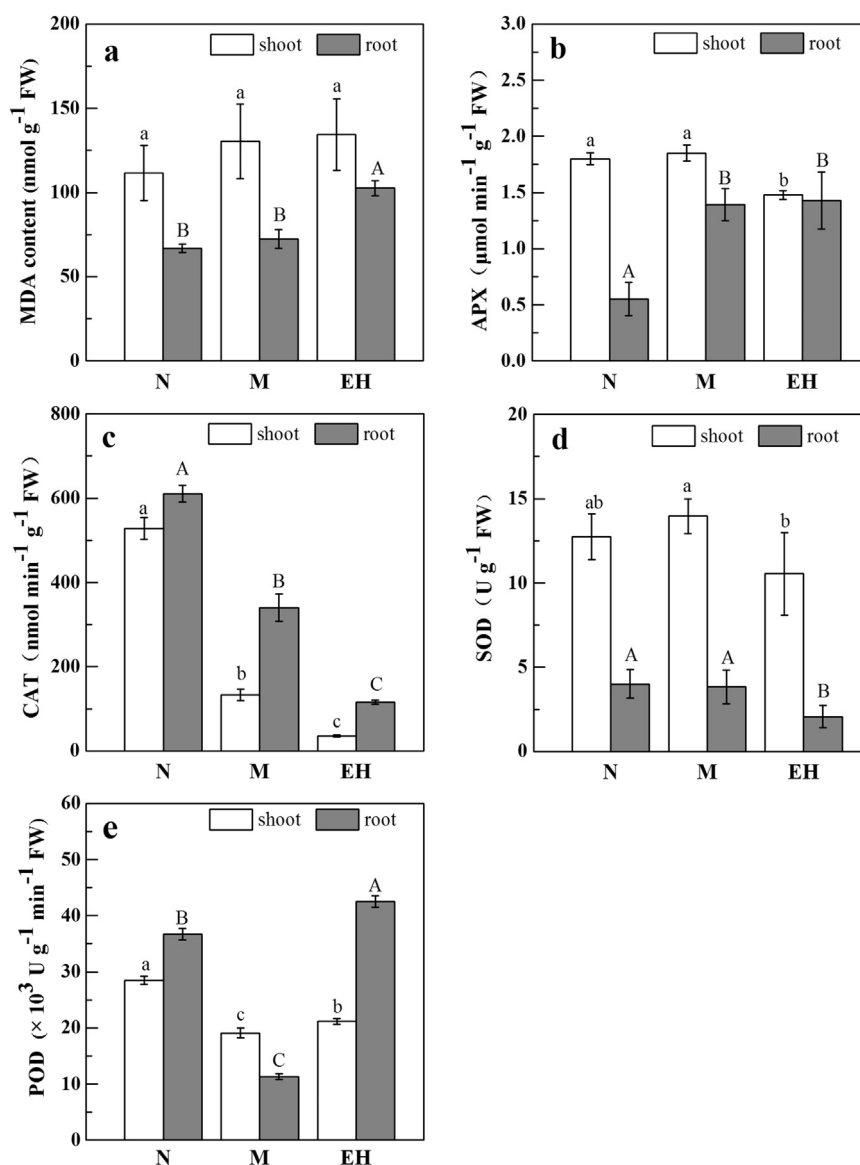 a
shoot root
MDA content (nmol g⁻¹ FW)
200
150
100
50
0
a
B
a
B
a
A
N M EH
b
shoot root
APX (μmol min⁻¹ g⁻¹ FW)
3.0
2.5
2.0
1.5
1.0
0.5
0.0
a
A
a
B
b
B
N M EH
c
shoot root
CAT (nmol min⁻¹ g⁻¹ FW)
800
600
400
200
0
a
A
b
B
c
C
N M EH
d
shoot root
SOD (U g⁻¹ FW)
20
15
10
5
0
ab
A
a
A
b
B
N M EH
e
shoot root
POD (×10³ U g⁻¹ min⁻¹ FW)
60
50
40
30
20
10
0
a
B
c
C
b
A
N M EH